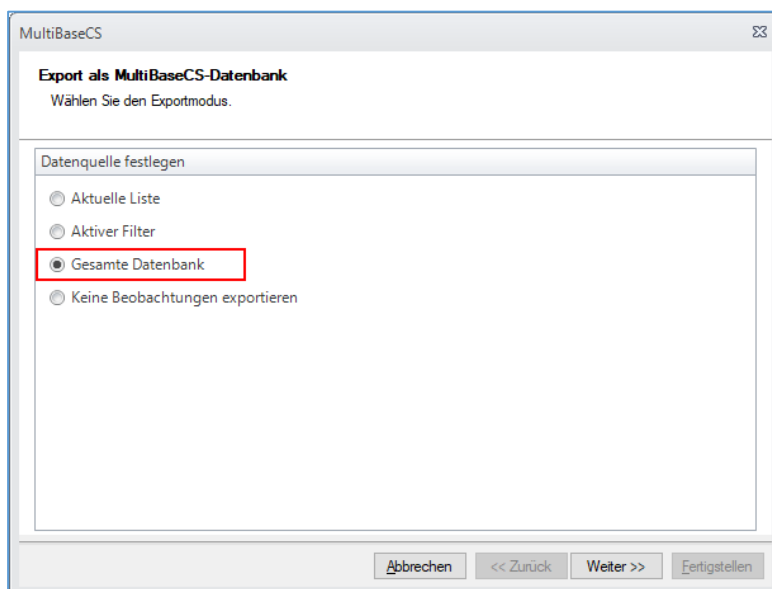 MultiBaseCS
Export als MultiBaseCS-Datenbank
Wählen Sie den Exportmodus.
Datenquelle festlegen
Aktuelle Liste
Aktiver Filter
Gesamte Datenbank
Keine Beobachtungen exportieren
Abbrechen << Zurück Weiter >> Fertigstellen